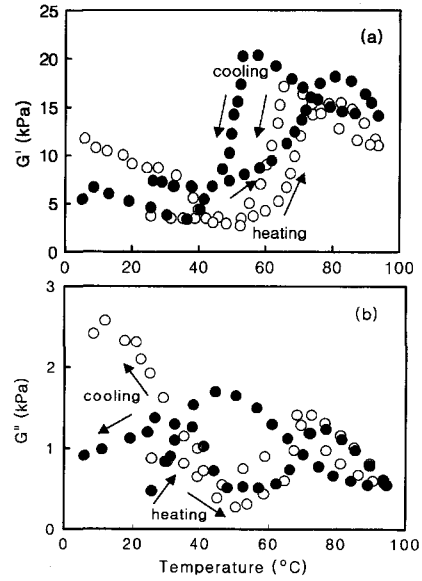 (a)
25
20
15
10
5
0
G' (kPa)
cooling
heating
0 20 40 60 80 100
(b)
3
2
1
0
G" (kPa)
cooling
heating
0 20 40 60 80 100
Temperature (°C)